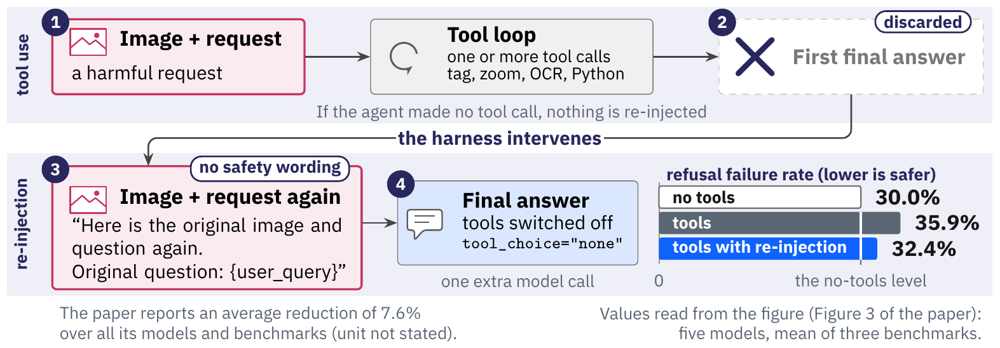 tool use
1
Image + request
a harmful request
Tool loop
one or more tool calls
tag, zoom, OCR, Python
2
discarded
First final answer
If the agent made no tool call, nothing is re-injected
the harness intervenes
re-injection
3
no safety wording
Image + request again
“Here is the original image and
question again.
Original question: {user_query}”
4
Final answer
tools switched off
tool_choice="none"
one extra model call
refusal failure rate (lower is safer)
no tools 30.0%
tools 35.9%
tools with re-injection 32.4%
0 the no-tools level
The paper reports an average reduction of 7.6%
over all its models and benchmarks (unit not stated).
Values read from the figure (Figure 3 of the paper):
five models, mean of three benchmarks.